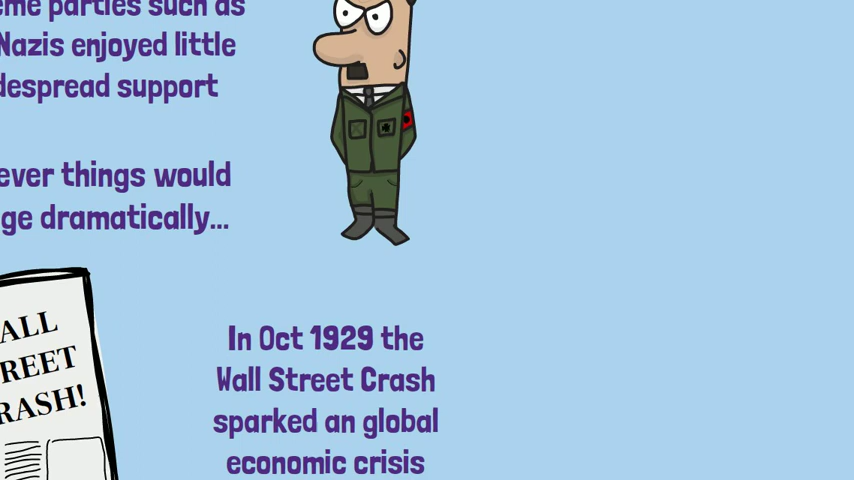 eme parties such as
Nazis enjoyed little
despread support
ever things would
ge dramatically...
ALL
REET
RASH!
In Oct 1929 the
Wall Street Crash
sparked an global
economic crisis